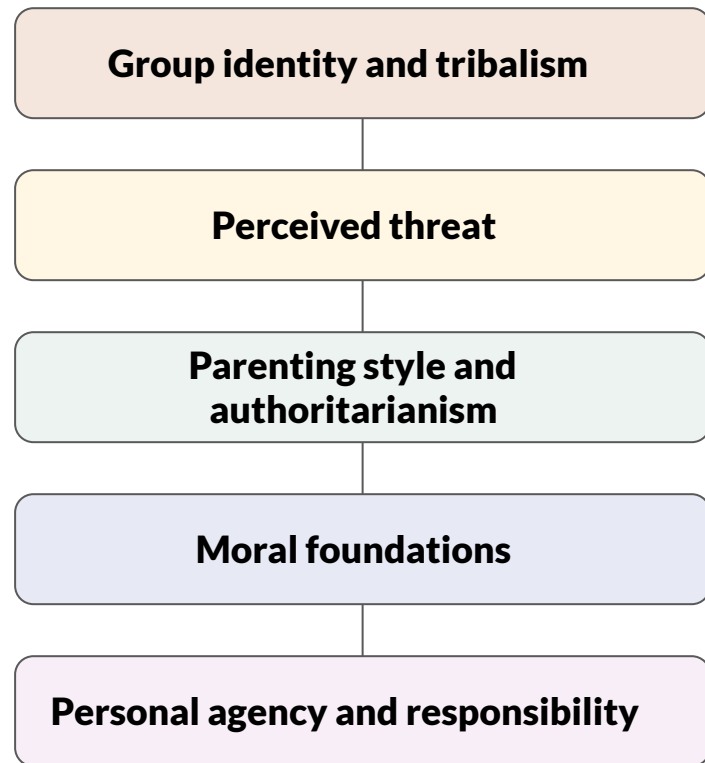 Group identity and tribalism
Perceived threat
Parenting style and
authoritarianism
Moral foundations
Personal agency and responsibility